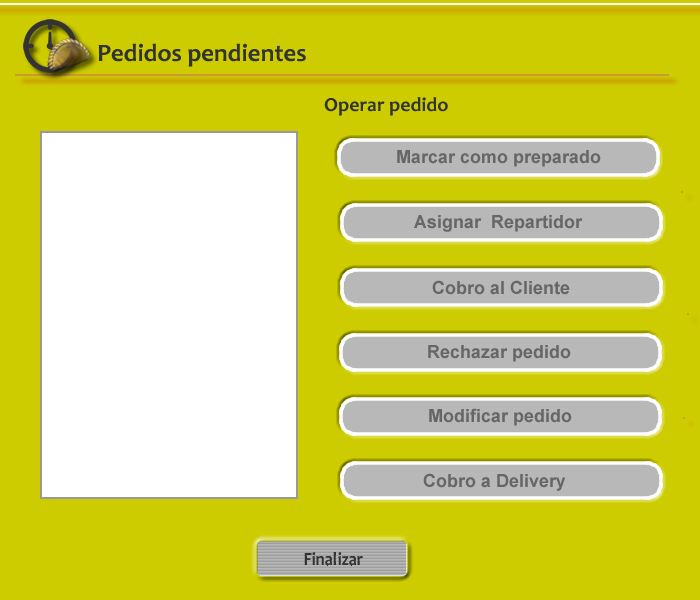 Pedidos pendientes
Operar pedido
Marcar como preparado
Asignar  Repartidor
Cobro al Cliente
Rechazar pedido
Modificar pedido
Cobro a Delivery
Finalizar